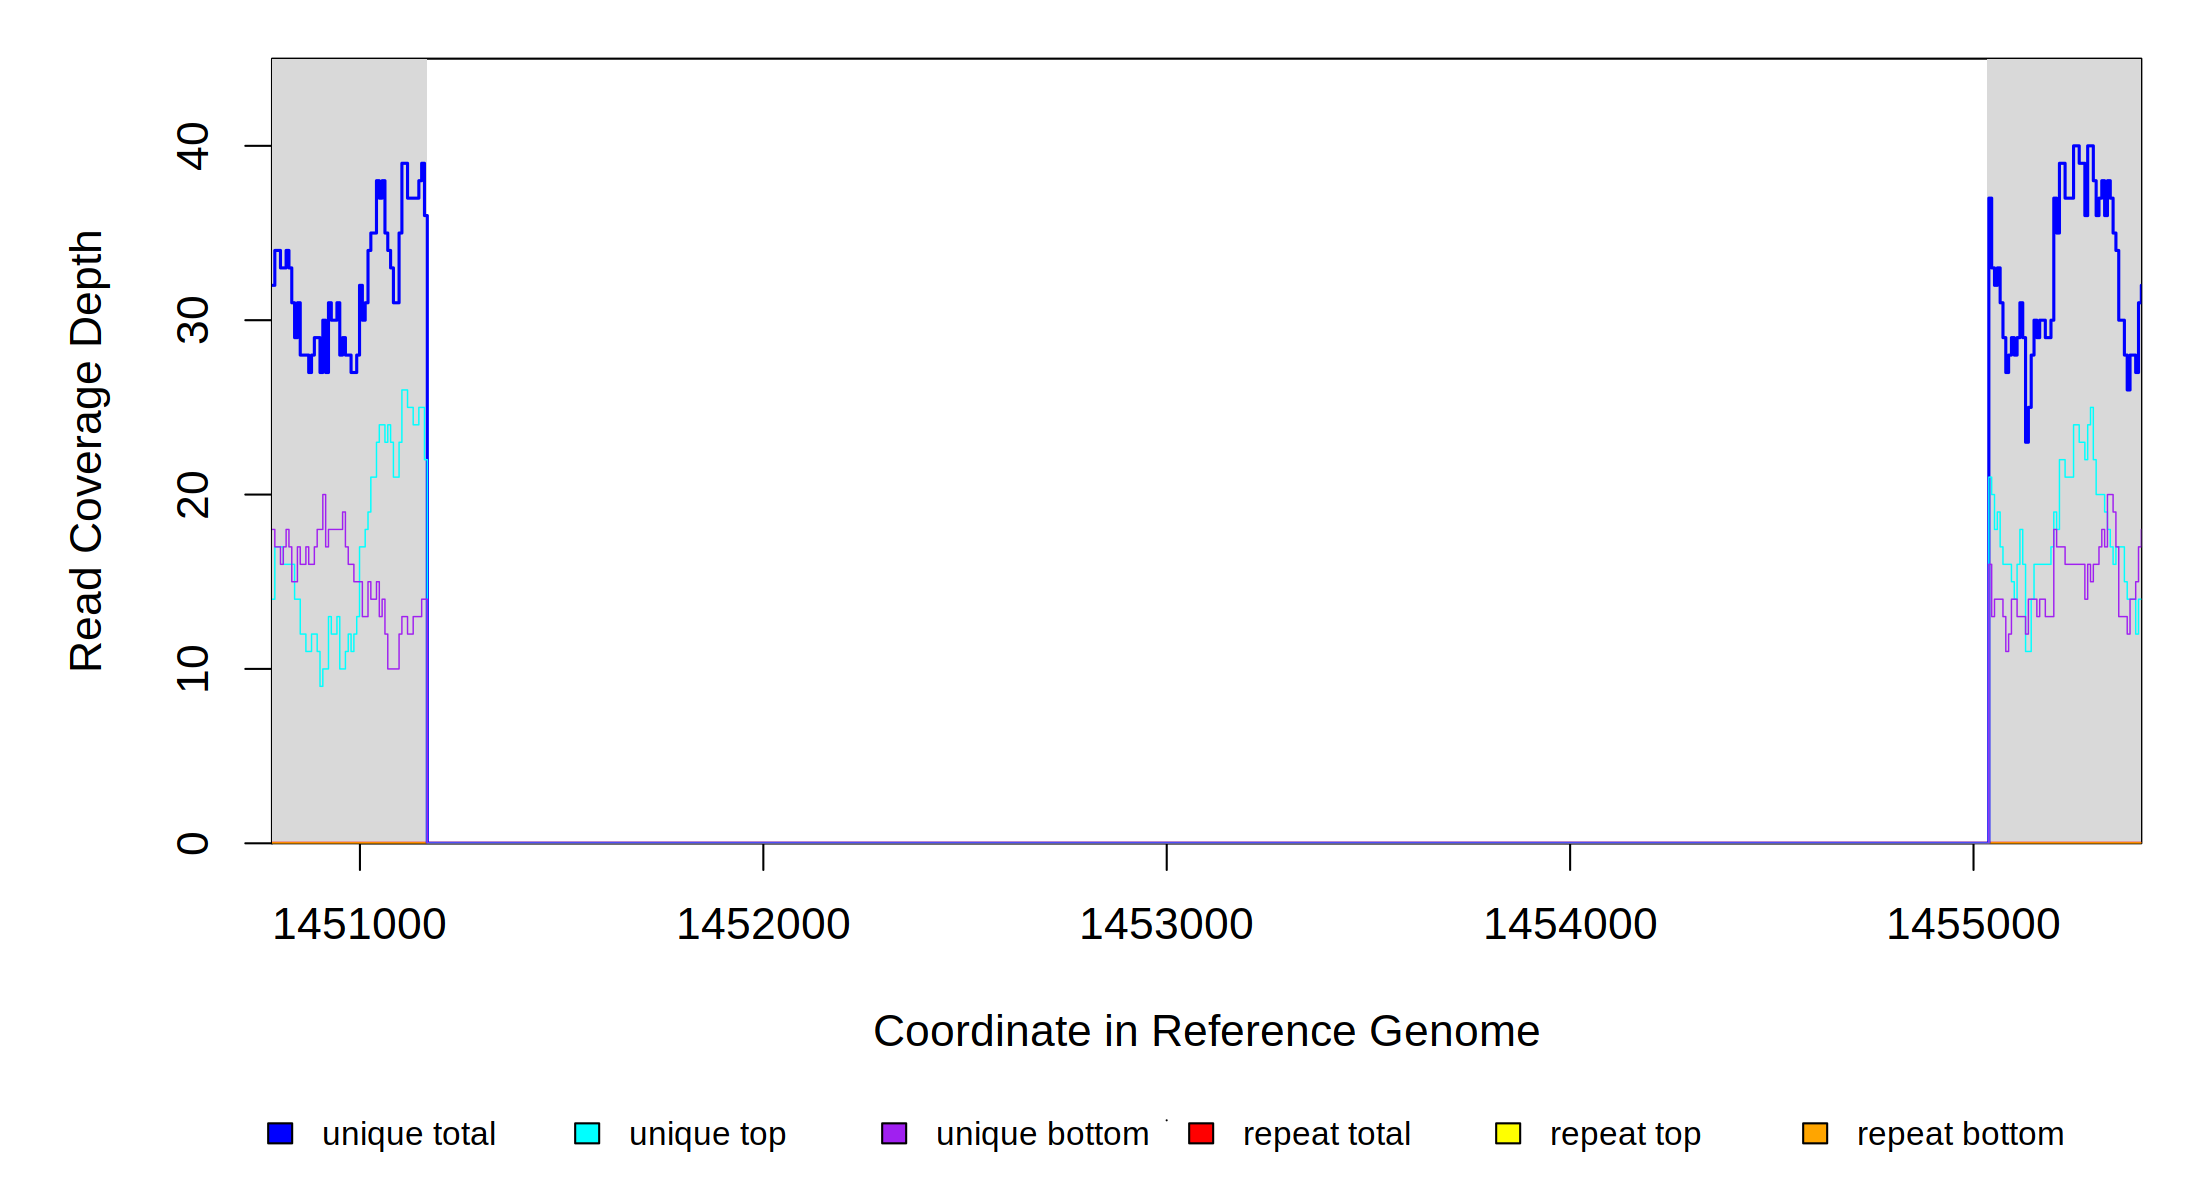 40
30
20
10
0
Read Coverage Depth
1451000 1452000 1453000 1454000 1455000
Coordinate in Reference Genome
unique total unique top unique bottom repeat total repeat top repeat bottom